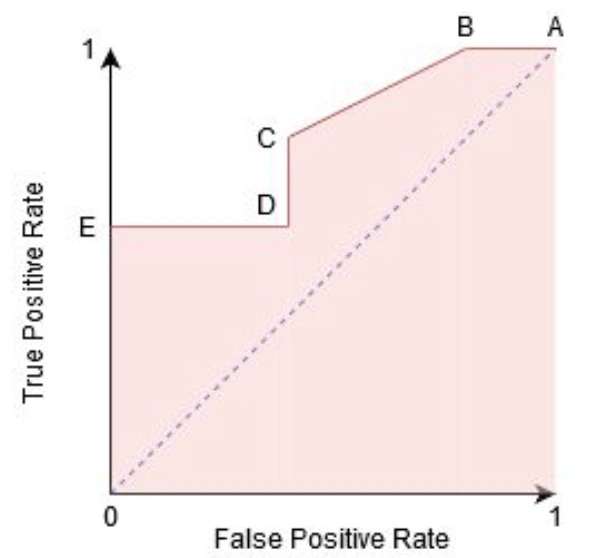 B
A
1
C
D
E
True Positive Rate
0
1
False Positive Rate